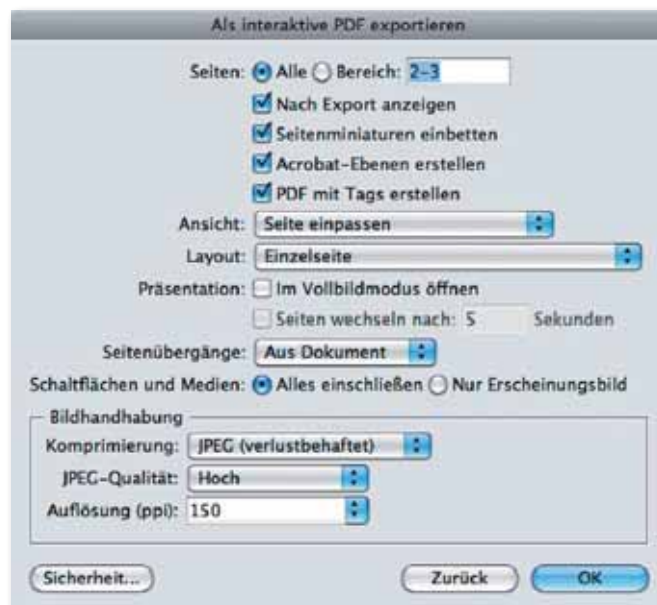 Als interaktive PDF exportieren
Seiten: Alle Bereich: 2-3
Nach Export anzeigen
Seitenminiaturen einbetten
Acrobat-Ebenen erstellen
PDF mit Tags erstellen
Ansicht: Seite einpassen
Layout: Einzelseite
Präsentation: Im Vollbildmodus öffnen
Seiten wechseln nach: 5 Sekunden
Seitenübergänge: Aus Dokument
Schaltflächen und Medien: Alles einschließen Nur Erscheinungsbild
Bildhandhabung
Komprimierung: JPEG (verlustbehaftet)
JPEG-Qualität: Hoch
Auflösung (ppi): 150
Sicherheit... Zurück OK